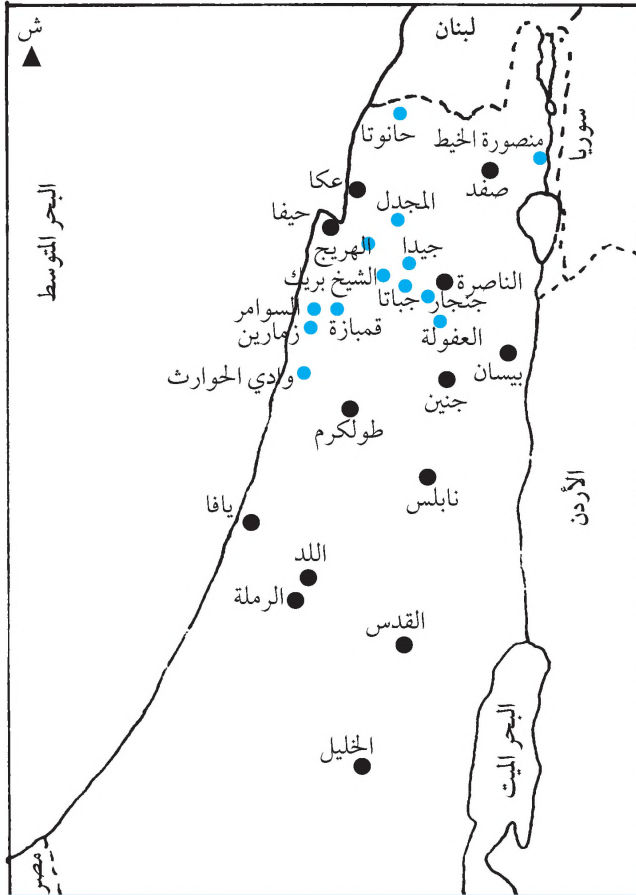 لبنان
ش
حانوتا
منصورة الخيط
سوريا
صفد
عكا
المجدل
حيفا
البحر المتوسط
الهريج
جيدا
الشيخ بريك
الناصرة
جباتا
جنجار
السوامر
قمبازة
زمارين
العفولة
بيسان
وادي الحوارث
جنين
طولكرم
نابلس
الأردن
يافا
اللد
الرملة
القدس
البحر الميت
الخليل
مصر